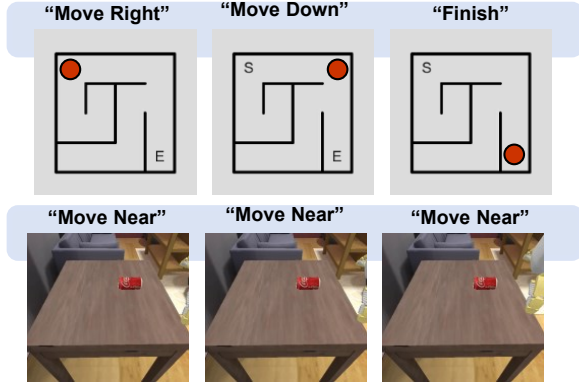 “Move Right” “Move Down” “Finish”
S S
E E
“Move Near” “Move Near” “Move Near”